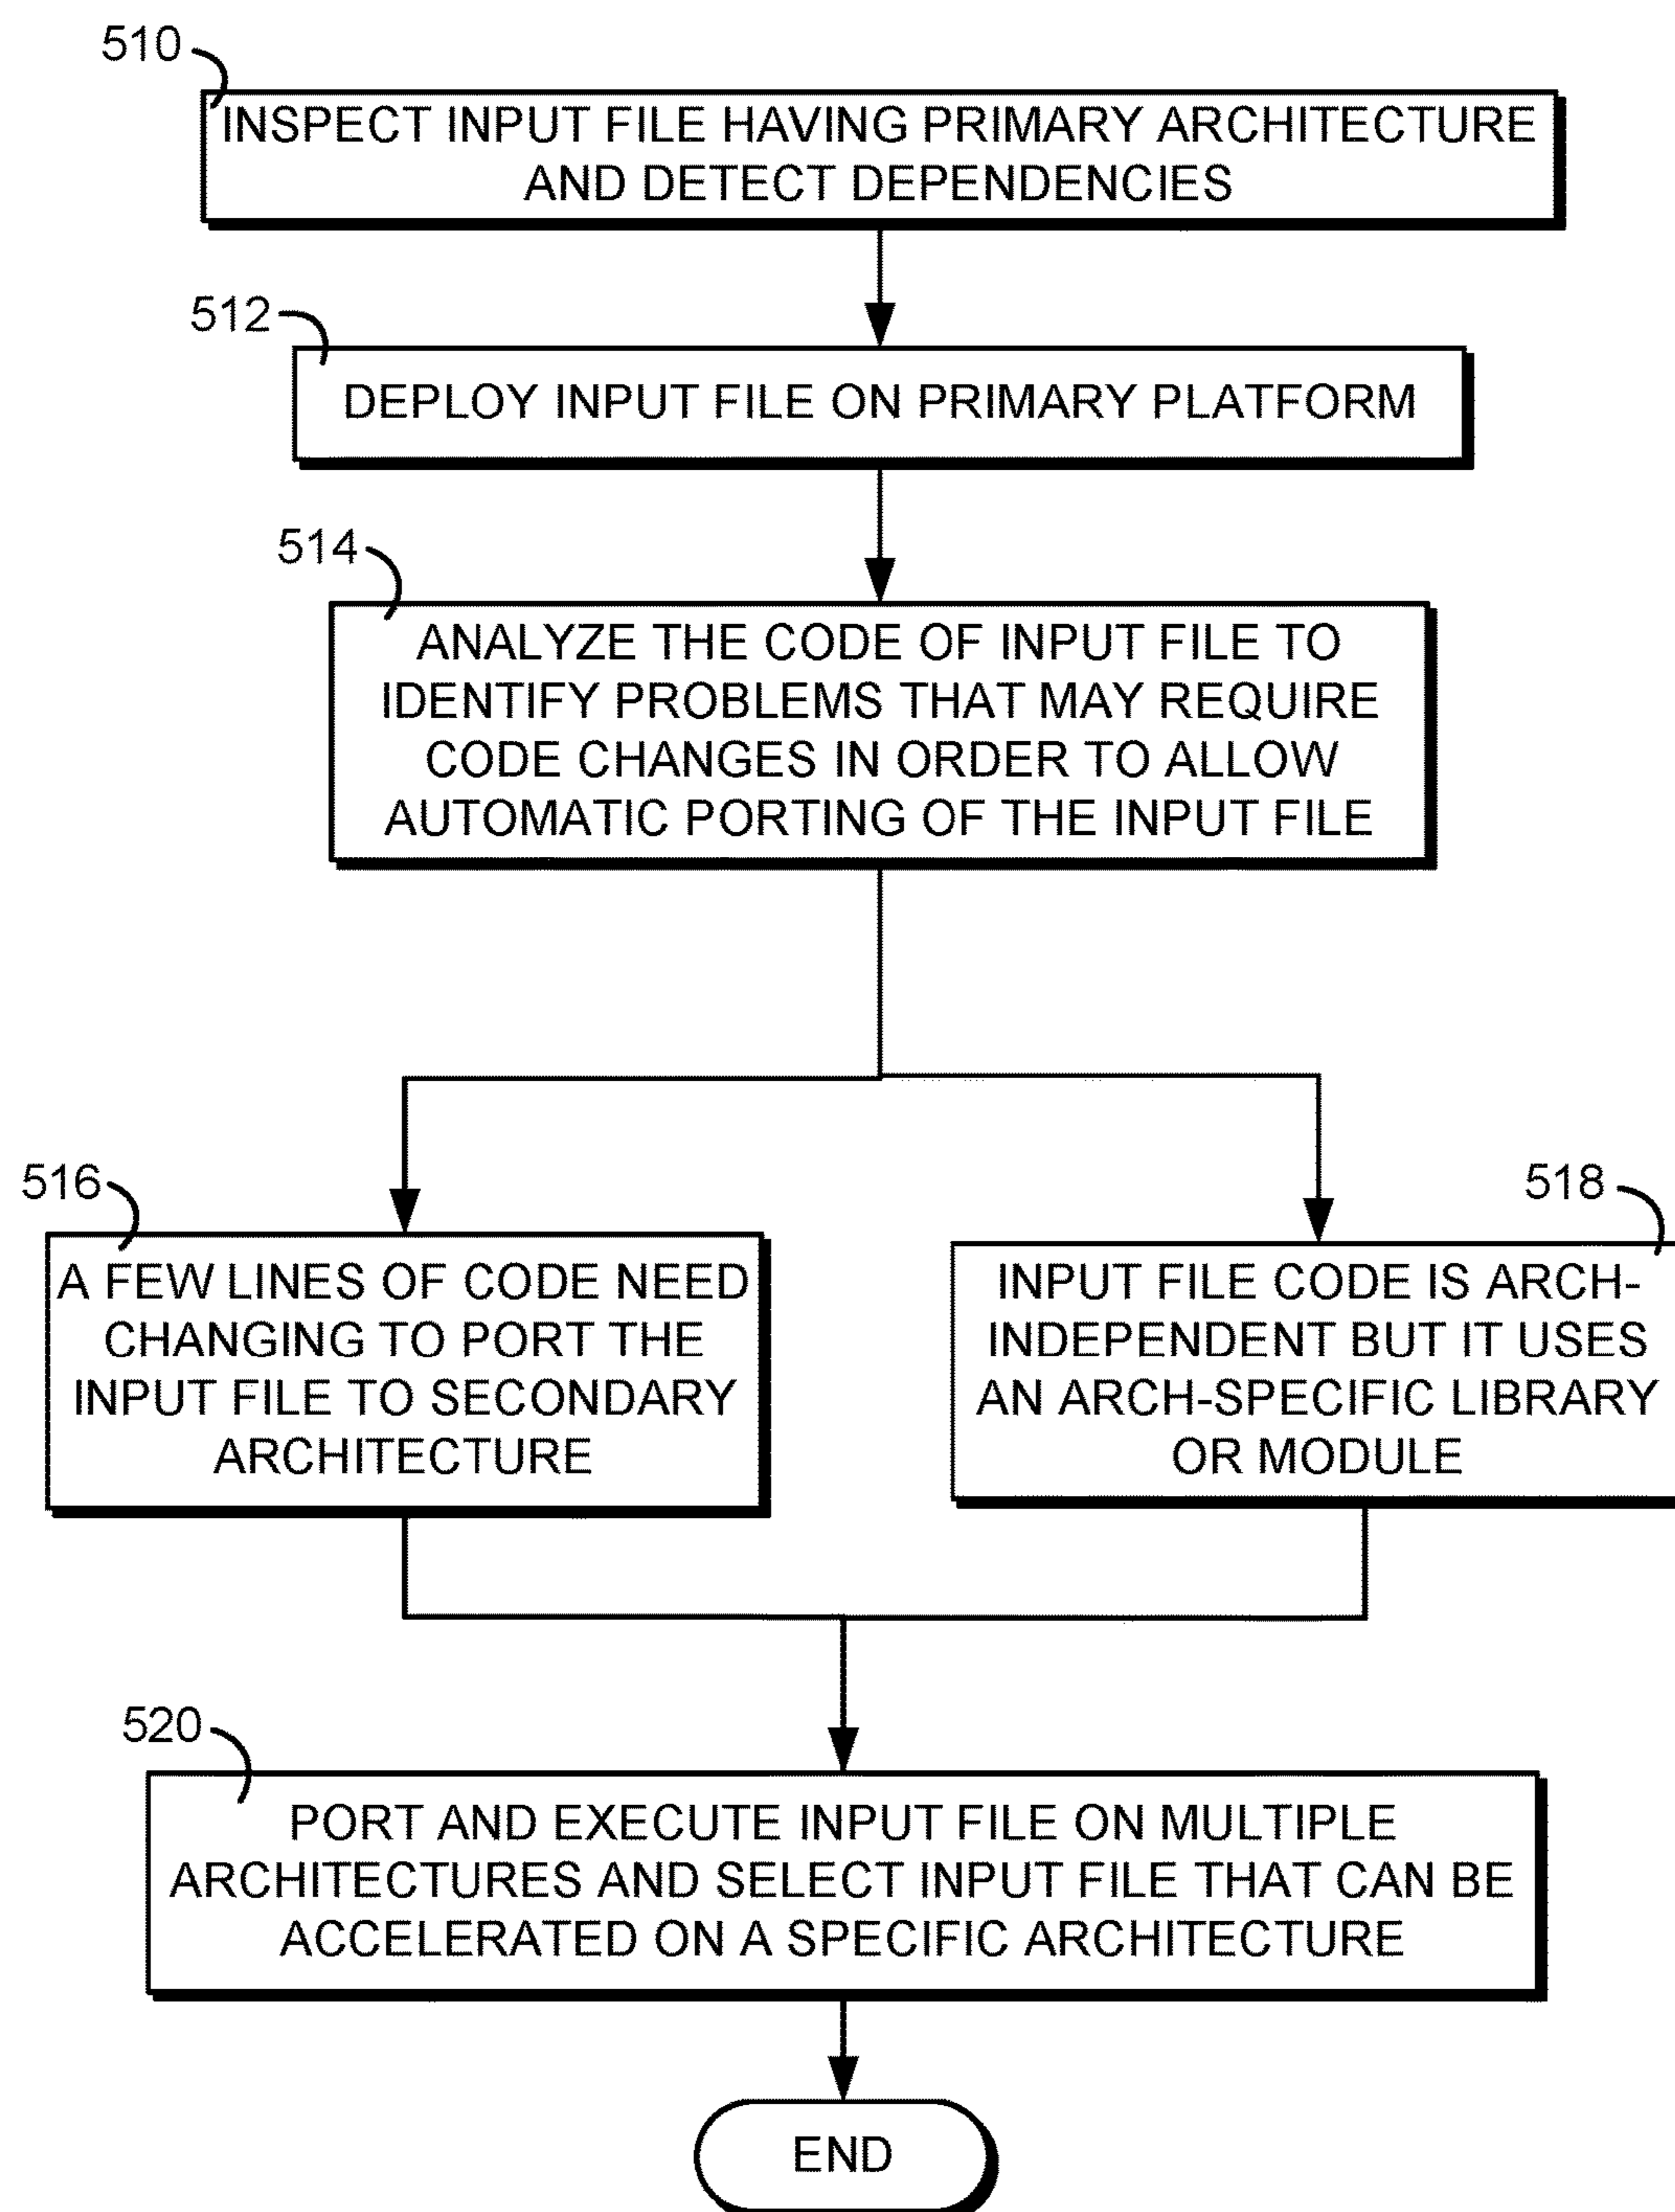 510
INSPECT INPUT FILE HAVING PRIMARY ARCHITECTURE
AND DETECT DEPENDENCIES
512
DEPLOY INPUT FILE ON PRIMARY PLATFORM
514
ANALYZE THE CODE OF INPUT FILE TO
IDENTIFY PROBLEMS THAT MAY REQUIRE
CODE CHANGES IN ORDER TO ALLOW
AUTOMATIC PORTING OF THE INPUT FILE
516
A FEW LINES OF CODE NEED
CHANGING TO PORT THE
INPUT FILE TO SECONDARY
ARCHITECTURE
518
INPUT FILE CODE IS ARCH-
INDEPENDENT BUT IT USES
AN ARCH-SPECIFIC LIBRARY
OR MODULE
520
PORT AND EXECUTE INPUT FILE ON MULTIPLE
ARCHITECTURES AND SELECT INPUT FILE THAT CAN BE
ACCELERATED ON A SPECIFIC ARCHITECTURE
END